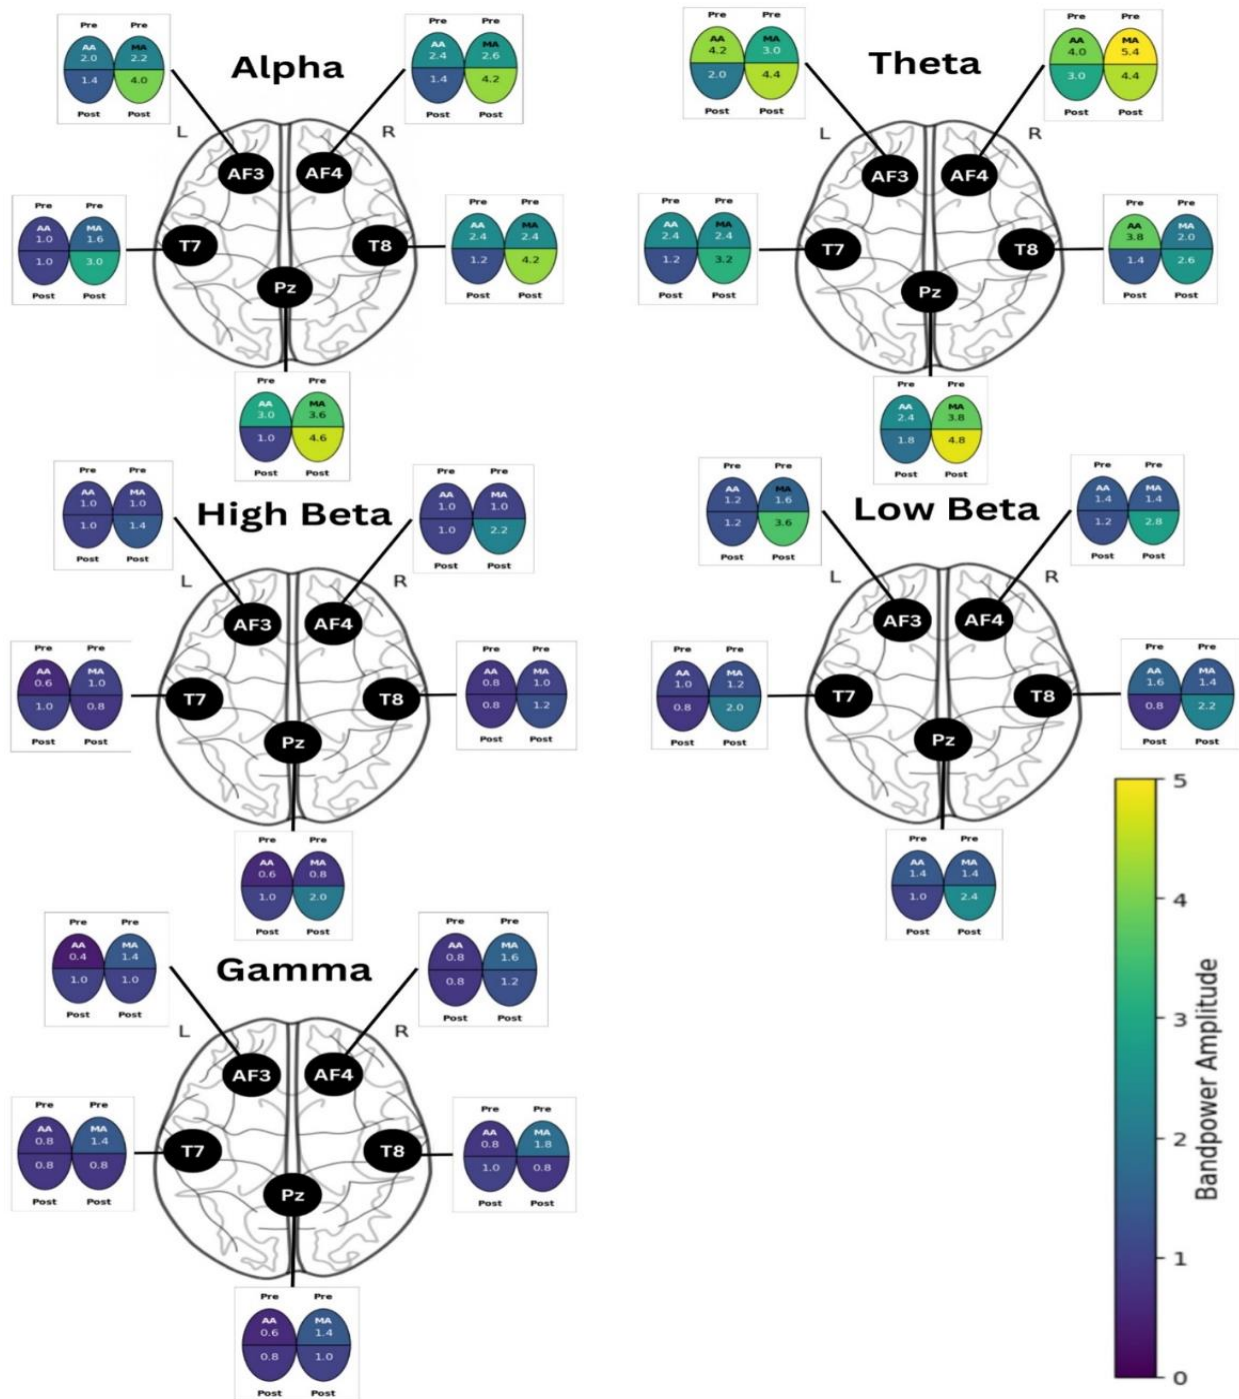 Pre Pre
AA MA
2.0 2.2
1.4 4.0
Post Post
Alpha
Pre Pre
AA MA
2.4 2.6
1.4 4.2
Post Post
L R
AF3 AF4
Pre Pre
AA MA
1.0 1.6
1.0 3.0
Post Post
T7 T8
Pre Pre
AA MA
2.4 2.4
1.2 4.2
Post Post
Pz
Pre Pre
AA MA
3.0 3.6
1.0 4.6
Post Post
Pre Pre
AA MA
4.2 3.0
2.0 4.4
Post Post
Theta
Pre Pre
AA MA
4.0 5.4
3.0 4.4
Post Post
L R
AF3 AF4
Pre Pre
AA MA
2.4 2.4
1.2 3.2
Post Post
T7 T8
Pre Pre
AA MA
3.8 2.0
1.4 2.6
Post Post
Pz
Pre Pre
AA MA
2.4 3.8
1.8 4.8
Post Post
Pre Pre
AA MA
1.0 1.0
1.0 1.4
Post Post
High Beta
Pre Pre
AA MA
1.0 1.0
1.0 2.2
Post Post
L R
AF3 AF4
Pre Pre
AA MA
0.6 1.0
1.0 0.8
Post Post
T7 T8
Pre Pre
AA MA
0.8 1.0
0.8 1.2
Post Post
Pz
Pre Pre
AA MA
0.6 0.8
1.0 2.0
Post Post
Pre Pre
AA MA
1.2 1.6
1.2 3.6
Post Post
Low Beta
Pre Pre
AA MA
1.4 1.4
1.2 2.8
Post Post
L R
AF3 AF4
Pre Pre
AA MA
1.0 1.2
0.8 2.0
Post Post
T7 T8
Pre Pre
AA MA
1.6 1.4
0.8 2.2
Post Post
Pz
Pre Pre
AA MA
1.4 1.4
1.0 2.4
Post Post
Pre Pre
AA MA
0.4 1.4
1.0 1.0
Post Post
Gamma
Pre Pre
AA MA
0.8 1.6
0.8 1.2
Post Post
L R
AF3 AF4
Pre Pre
AA MA
0.8 1.4
0.8 0.8
Post Post
T7 T8
Pre Pre
AA MA
0.8 1.8
1.0 0.8
Post Post
Pz
Pre Pre
AA MA
0.6 1.4
0.8 1.0
Post Post
5
4
3
2
1
0
Bandpower Amplitude